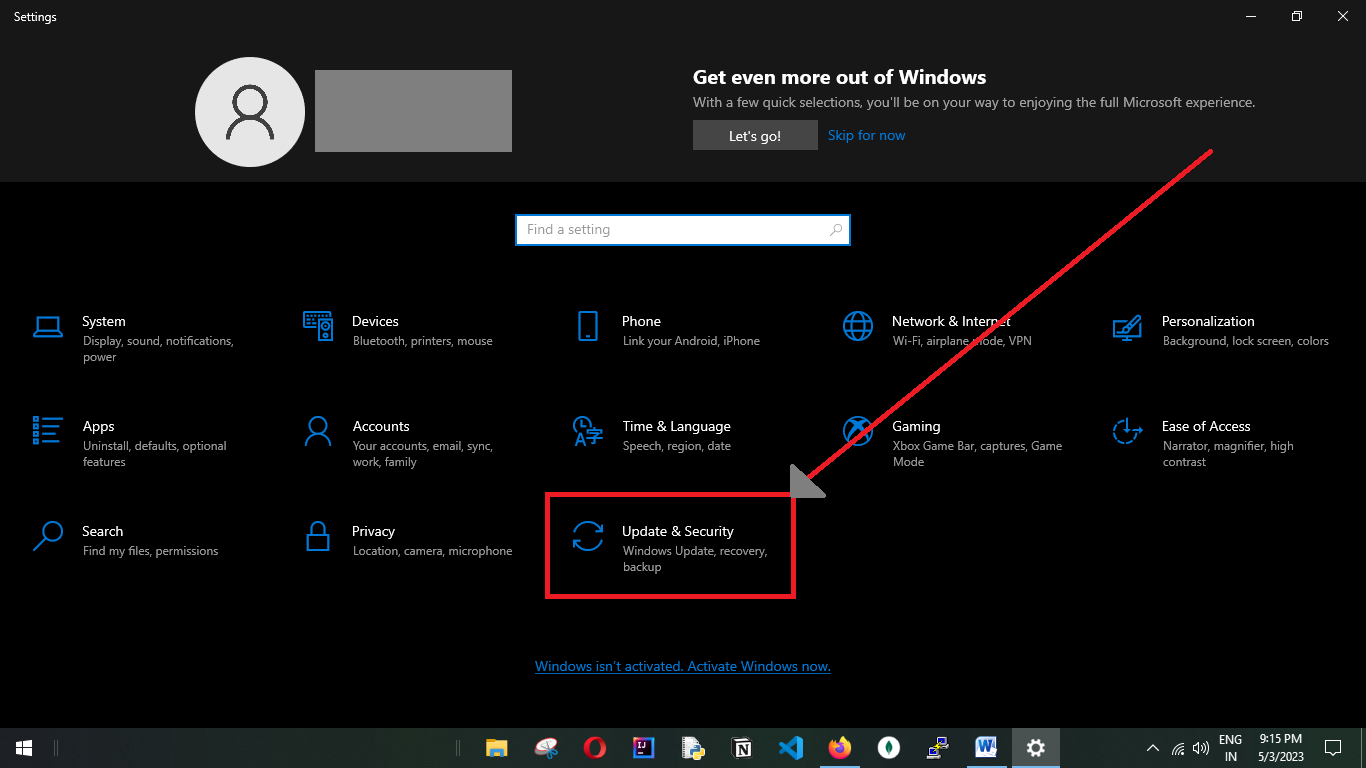 Settings
Get even more out of Windows
With a few quick selections, you'll be on your way to enjoying the full Microsoft experience.
Let's go!
Skip for now
Find a setting
System
Display, sound, notifications,
power
Devices
Bluetooth, printers, mouse
Phone
Link your Android, iPhone
Network & Internet
Wi-Fi, airplane mode, VPN
Personalization
Background, lock screen, colors
Apps
Uninstall, defaults, optional
features
Accounts
Your accounts, email, sync,
work, family
Time & Language
Speech, region, date
Gaming
Xbox Game Bar, captures, Game
Mode
Ease of Access
Narrator, magnifier, high
contrast
Search
Find my files, permissions
Privacy
Location, camera, microphone
Update & Security
Windows Update, recovery,
backup
Windows isn't activated. Activate Windows now.
ENG
IN
9:15 PM
5/3/2023